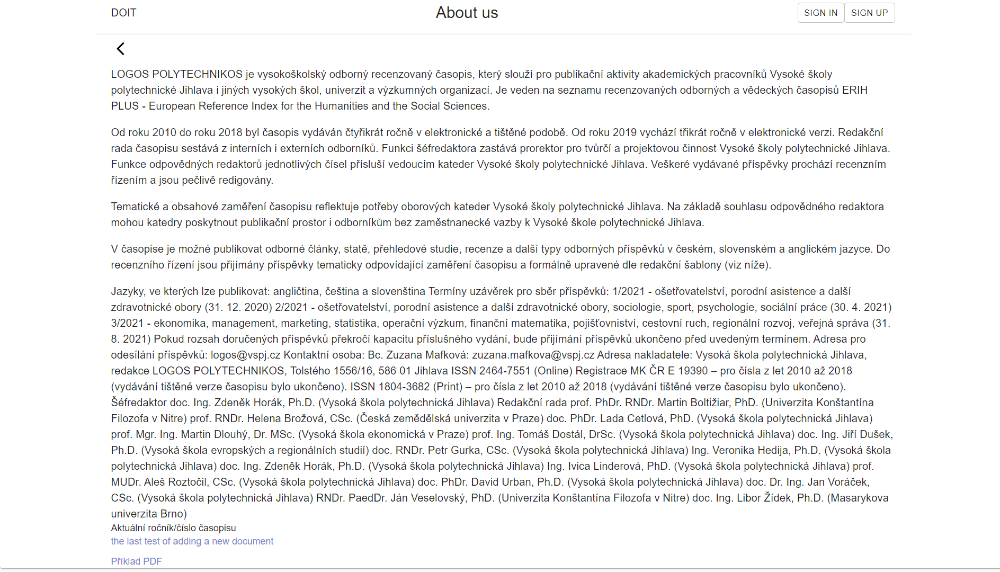 DOIT
About us
SIGN IN
SIGN UP
LOGOS POLYTECHNIKOS je vysokoškolský odborný recenzovaný časopis, který slouží pro publikační aktivity akademických pracovníků Vysoké školy
polytechnické Jihlava i jiných vysokých škol, univerzit a výzkumných organizací. Je veden na seznamu recenzovaných odborných a vědeckých časopisů ERIH
PLUS - European Reference Index for the Humanities and the Social Sciences.
Od roku 2010 do roku 2018 byl časopis vydáván čtyřikrát ročně v elektronické a tištěné podobě. Od roku 2019 vychází třikrát ročně v elektronické verzi. Redakční
rada časopisu sestává z interních i externích odborníků. Funkci šéfredaktora zastává prorektor pro tvůrčí a projektovou činnost Vysoké školy polytechnické Jihlava.
Funkce odpovědných redaktorů jednotlivých čísel přísluší vedoucím kateder Vysoké školy polytechnické Jihlava. Veškeré vydávané příspěvky prochází recenzním
řízením a jsou pečlivě redigovány.
Tematické a obsahové zaměření časopisu reflektuje potřeby oborových kateder Vysoké školy polytechnické Jihlava. Na základě souhlasu odpovědného redaktora
mohou katedry poskytnout publikační prostor i odborníkům bez zaměstnanecké vazby k Vysoké škole polytechnické Jihlava.
V časopise je možné publikovat odborné články, statě, přehledové studie, recenze a další typy odborných příspěvků v českém, slovenském a anglickém jazyce. Do
recenzního řízení jsou přijímány příspěvky tematicky odpovídající zaměření časopisu a formálně upravené dle redakční šablony (viz níže).
Jazyky, ve kterých lze publikovat: angličtina, čeština a slovenština Termíny uzávěrek pro sběr příspěvků: 1/2021 - ošetřovatelství, porodní asistence a další
zdravotnické obory (31. 12. 2020) 2/2021 - ošetřovatelství, porodní asistence a další zdravotnické obory, sociologie, sport, psychologie, sociální práce (30. 4. 2021)
3/2021 - ekonomika, management, marketing, statistika, operační výzkum, finanční matematika, pojišťovniství, cestovní ruch, regionální rozvoj, veřejná správa (31.
8. 2021) Pokud rozsah doručených příspěvků překročí kapacitu příslušného vydání, bude přijímání příspěvků ukončeno před uvedeným termínem. Adresa pro
odesílání příspěvků: logos@vspj.cz Kontaktní osoba: Bc. Zuzana Mafková: zuzana.mafkova@vspj.cz Adresa nakladatele: Vysoká škola polytechnická Jihlava,
redakce LOGOS POLYTECHNIKOS, Tolstého 1556/16, 586 01 Jihlava ISSN 2464-7551 (Online) Registrace MK ČR E 19390 – pro čísla z let 2010 až 2018
(vydávání tištěné verze časopisu bylo ukončeno). ISSN 1804-3682 (Print) – pro čísla z let 2010 až 2018 (vydávání tištěné verze časopisu bylo ukončeno).
Šéfredaktor doc. Ing. Zdeněk Horák, Ph.D. (Vysoká škola polytechnická Jihlava) Redakční rada prof. PhDr. RNDr. Martin Boltižiar, PhD. (Univerzita Konštantína
Filozofa v Nitre) prof. RNDr. Helena Brožová, CSc. (Česká zemědělská univerzita v Praze) doc. PhDr. Lada Cetlová, PhD. (Vysoká škola polytechnická Jihlava)
prof. Mgr. Ing. Martin Dlouhý, Dr. MSc. (Vysoká škola ekonomická v Praze) prof. Ing. Tomáš Dostál, DrSc. (Vysoká škola polytechnická Jihlava) doc. Ing. Jiří Dušek,
Ph.D. (Vysoká škola evropských a regionálních studií) doc. RNDr. Petr Gurka, CSc. (Vysoká škola polytechnická Jihlava) Ing. Veronika Hedija, Ph.D. (Vysoká škola
polytechnická Jihlava) doc. Ing. Zdeněk Horák, Ph.D. (Vysoká škola polytechnická Jihlava) Ing. Ivica Linderová, PhD. (Vysoká škola polytechnická Jihlava) prof.
MUDr. Aleš Roztočil, CSc. (Vysoká škola polytechnická Jihlava) doc. PhDr. David Urban, Ph.D. (Vysoká škola polytechnická Jihlava) doc. Dr. Ing. Jan Voráček,
CSc. (Vysoká škola polytechnická Jihlava) RNDr. PaedDr. Ján Veselovský, PhD. (Univerzita Konštantína Filozofa v Nitre) doc. Ing. Libor Žídek, Ph.D. (Masarykova
univerzita Brno)
Aktuální ročník/číslo časopisu
the last test of adding a new document
Příklad PDF